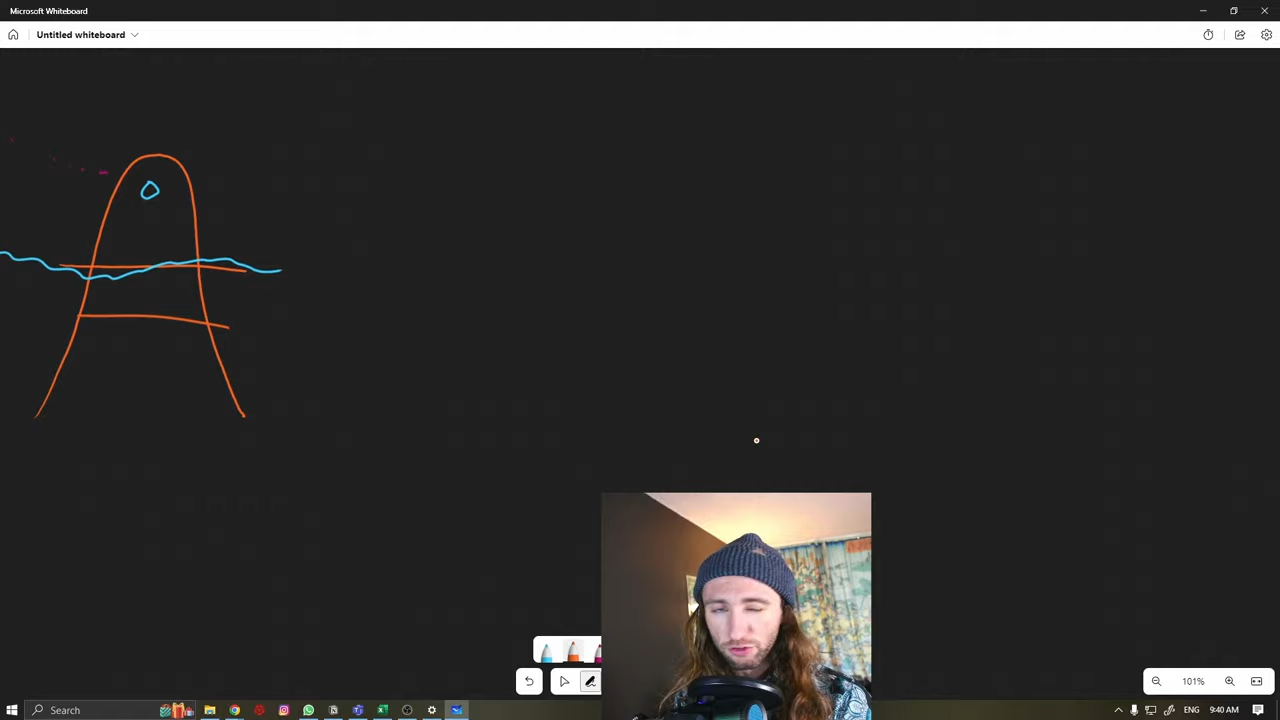 Microsoft Whiteboard
Untitled whiteboard
101%
Search
ENG
9:40 AM